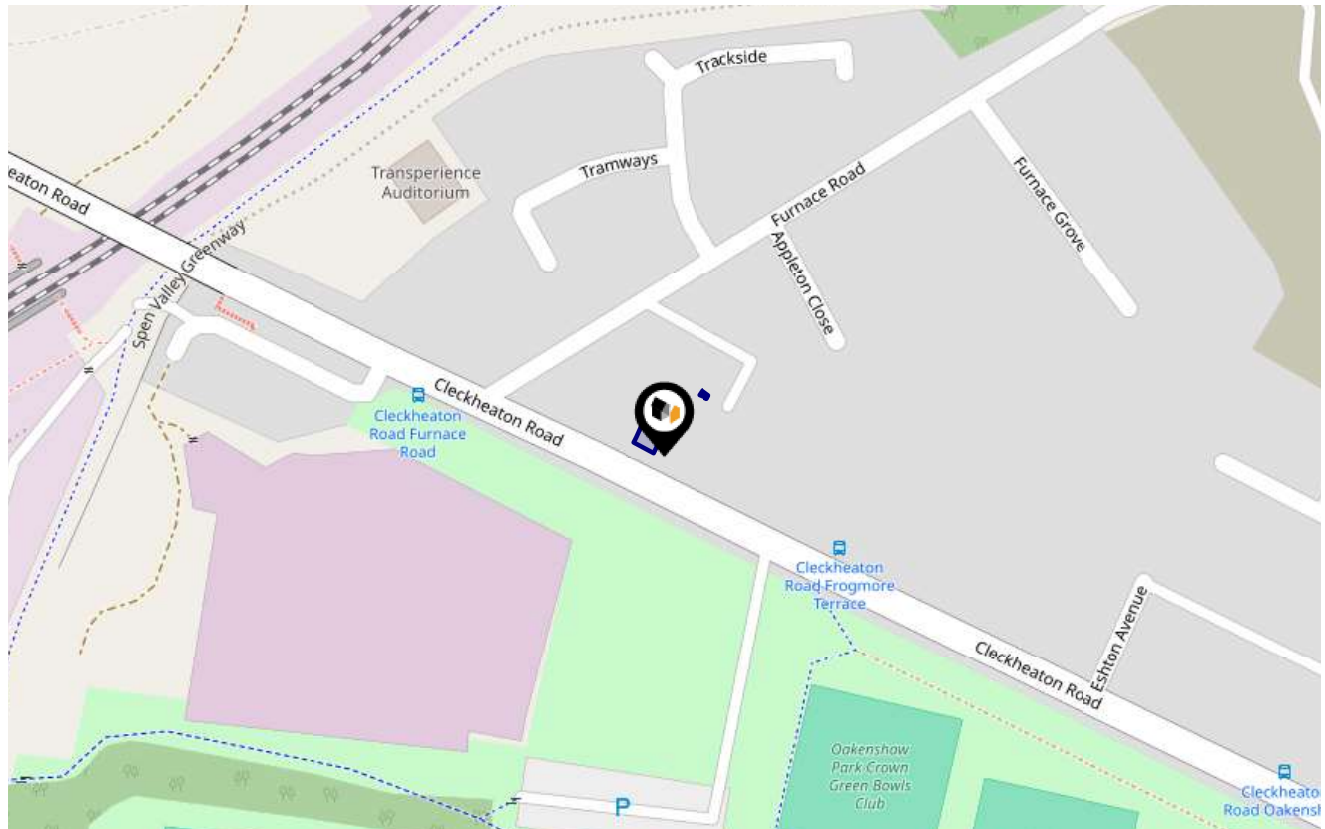 Trackside
Tramways
Transperience
Auditorium
Furnace Road
Furnace Grove
eaton Road
Spen Valley Greenway
Appleton Close
Cleckheaton Road
Cleckheaton
Road Furnace
Road
Cleckheaton
Road Frogmore
Terrace
Eshton Avenue
Cleckheaton Road
Oakenshaw
Park Crown
Green Bowls
Club
P
Cleckheato
Road Oakensh